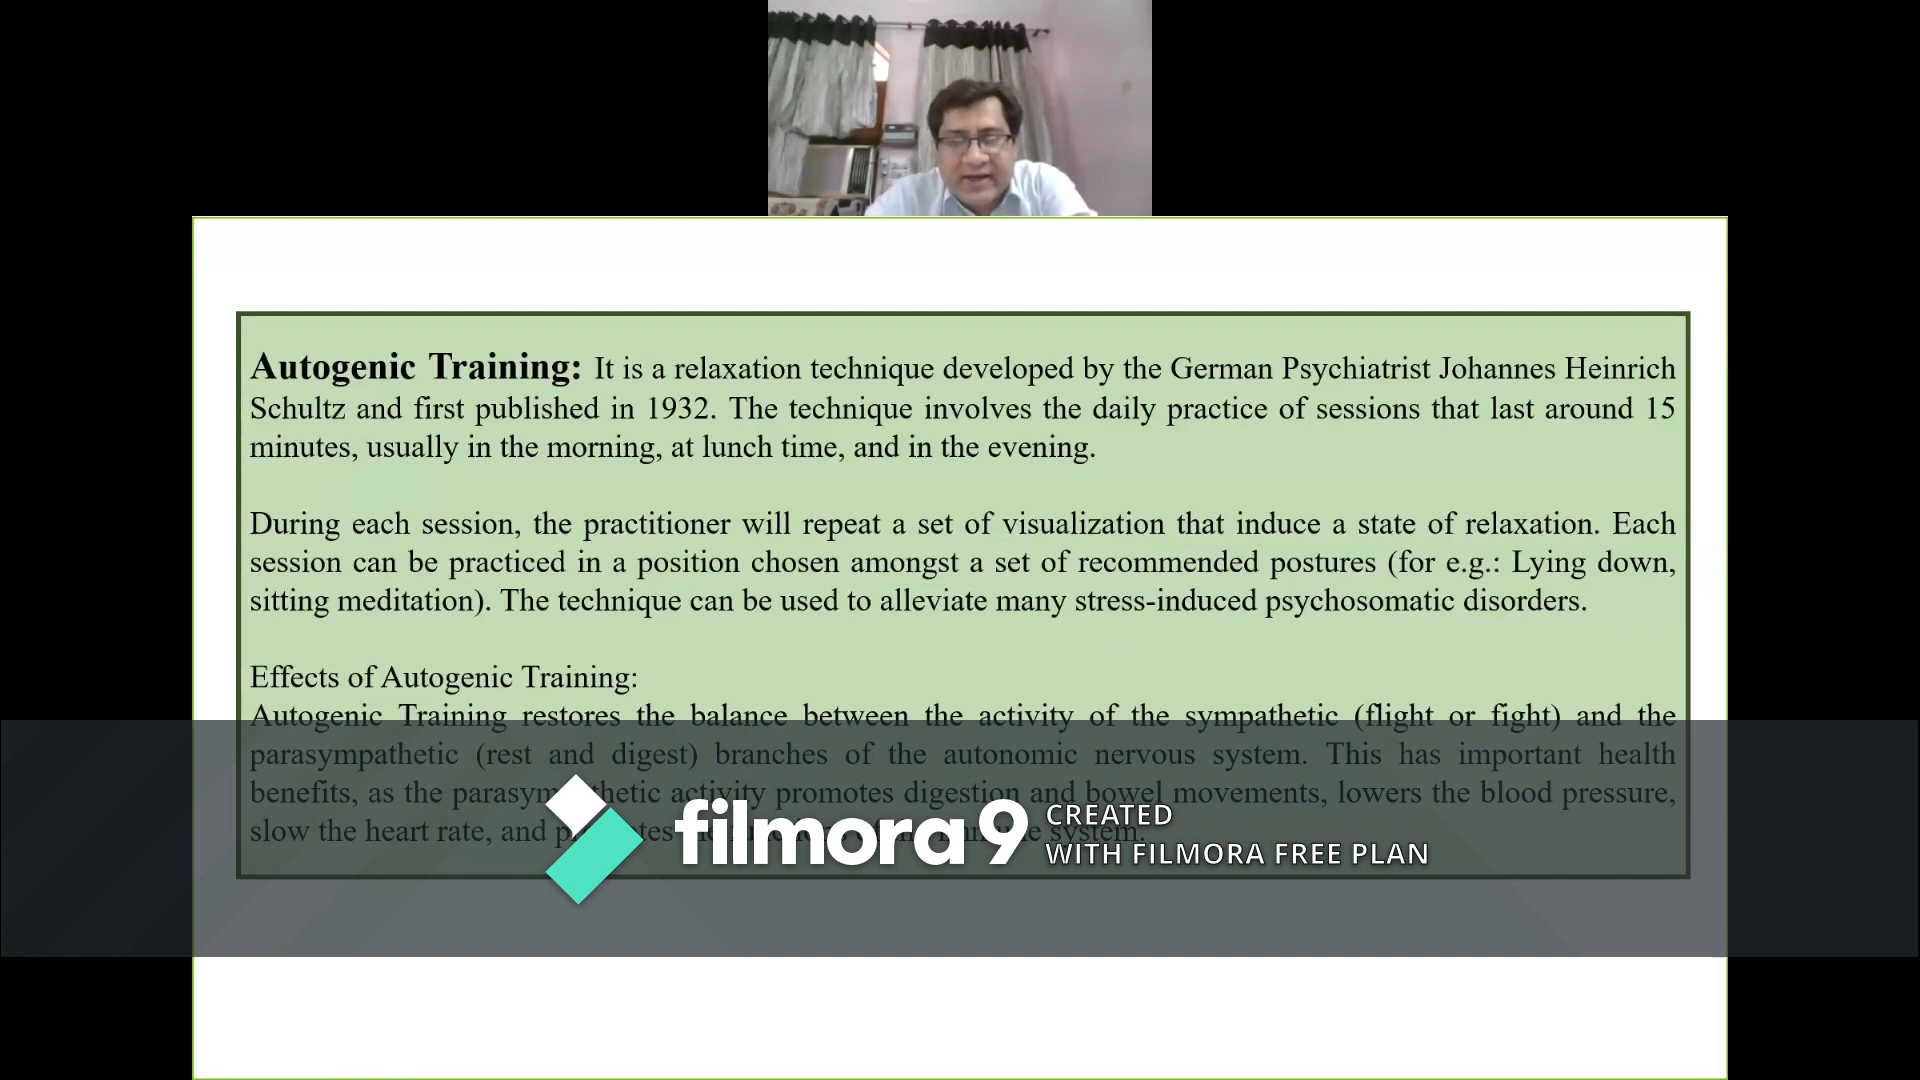 Autogenic Training: It is a relaxation technique developed by the German Psychiatrist Johannes Heinrich
Schultz and first published in 1932. The technique involves the daily practice of sessions that last around 15
minutes, usually in the morning, at lunch time, and in the evening.
During each session, the practitioner will repeat a set of visualization that induce a state of relaxation. Each
session can be practiced in a position chosen amongst a set of recommended postures (for e.g.: Lying down,
sitting meditation). The technique can be used to alleviate many stress-induced psychosomatic disorders.
Effects of Autogenic Training:
Autogenic Training restores the balance between the activity of the sympathetic (flight or fight) and the
parasympathetic (rest and digest) branches of the autonomic nervous system. This has important health
benefits, as the parasympathetic activity promotes digestion and bowel movements, lowers the blood pressure,
slow the heart rate, and system.
filmora 9
CREATED
WITH FILMORA FREE PLAN